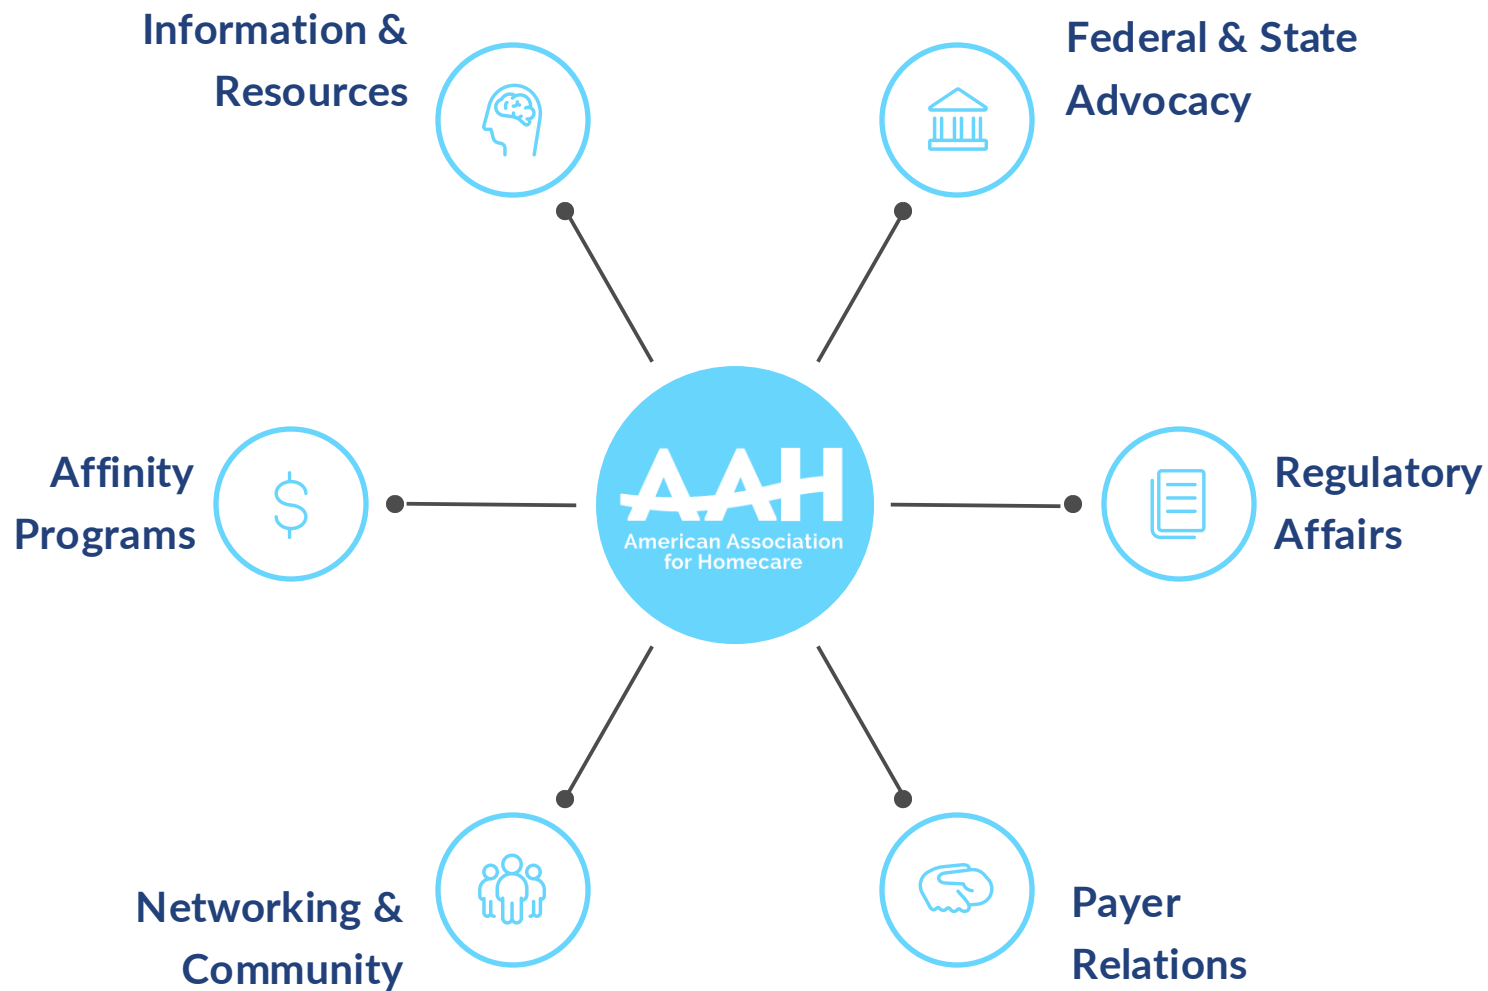 Information &
Resources
Federal & State
Advocacy
Affinity
Programs
AAH
American Association
for Homecare
Regulatory
Affairs
Networking &
Community
Payer
Relations